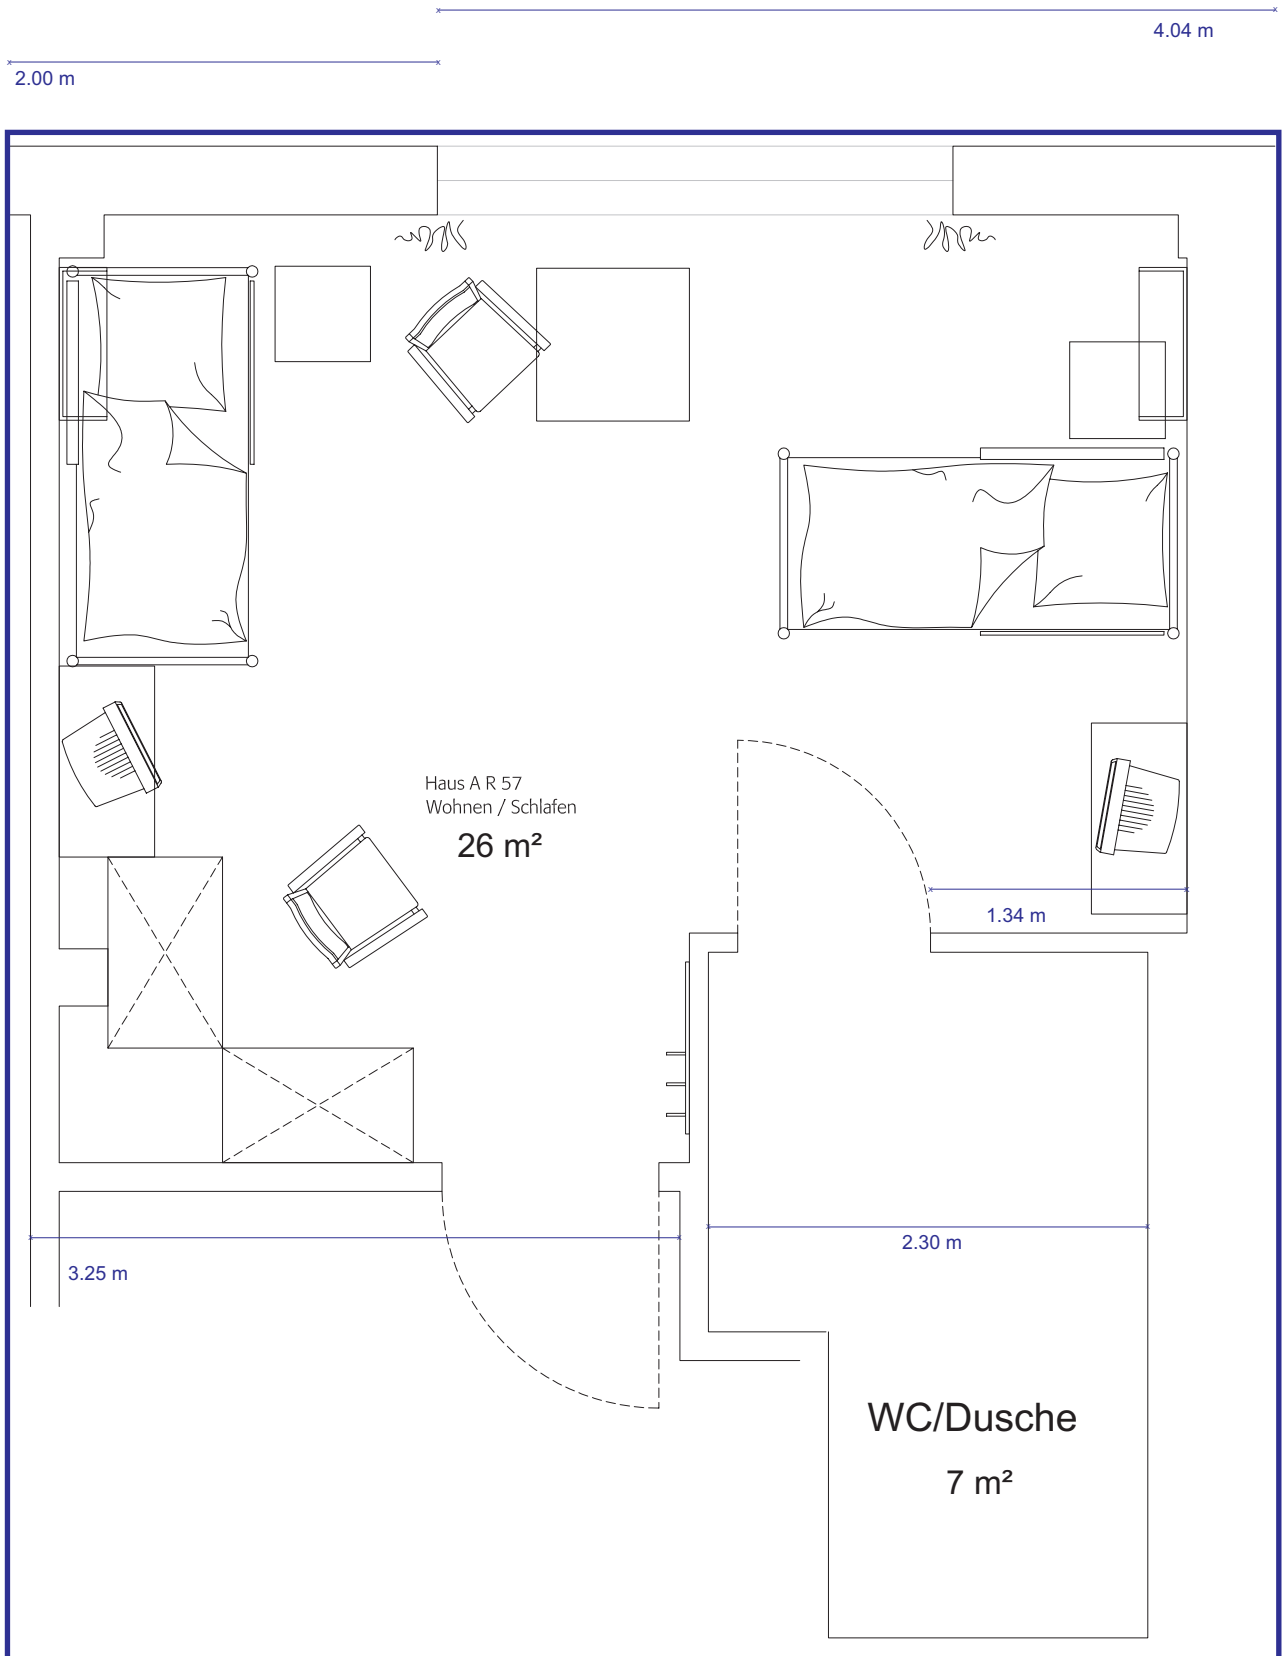 4.04 m
2.00 m
Haus A R 57
Wohnen / Schlafen
26 m²
1.34 m
2.30 m
3.25 m
WC/Dusche
7 m²